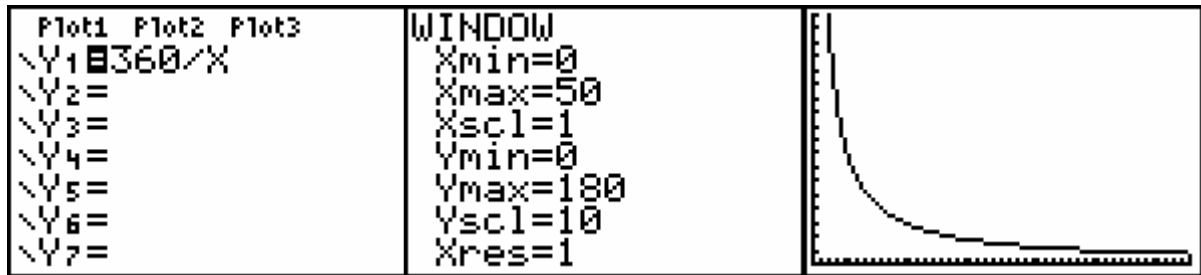 Plot1 Plot2 Plot3
\Y1=360/X
\Y2=
\Y3=
\Y4=
\Y5=
\Y6=
\Y7=
WINDOW
Xmin=0
Xmax=50
Xscl=1
Ymin=0
Ymax=180
Yscl=10
Xres=1